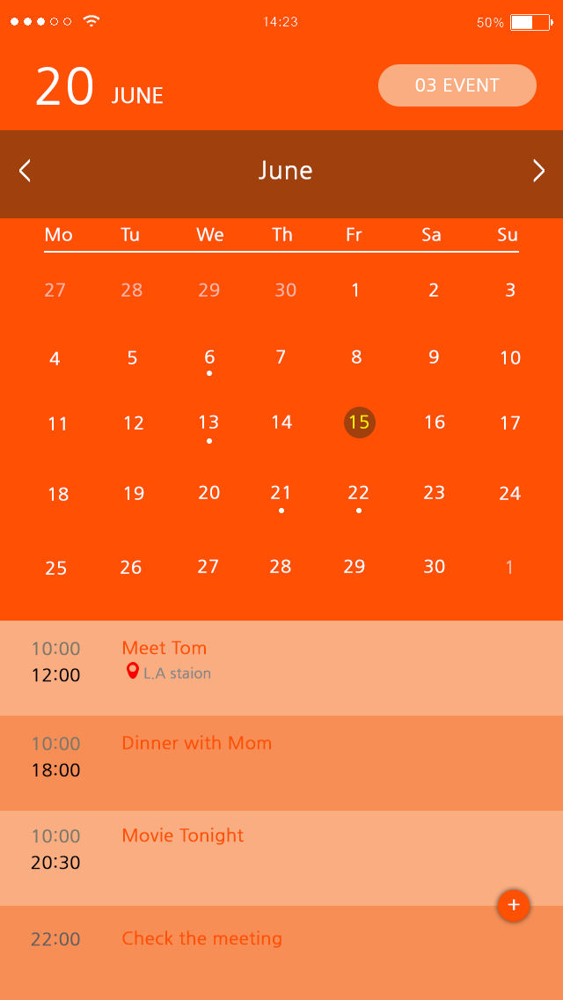 14:23
50%
20 JUNE
03 EVENT
June
Mo Tu We Th Fr Sa Su
27 28 29 30 1 2 3
4 5 6 7 8 9 10
11 12 13 14 15 16 17
18 19 20 21 22 23 24
25 26 27 28 29 30 1
10:00 Meet Tom
12:00 L.A staion
10:00 Dinner with Mom
18:00
10:00 Movie Tonight
20:30
+
22:00 Check the meeting